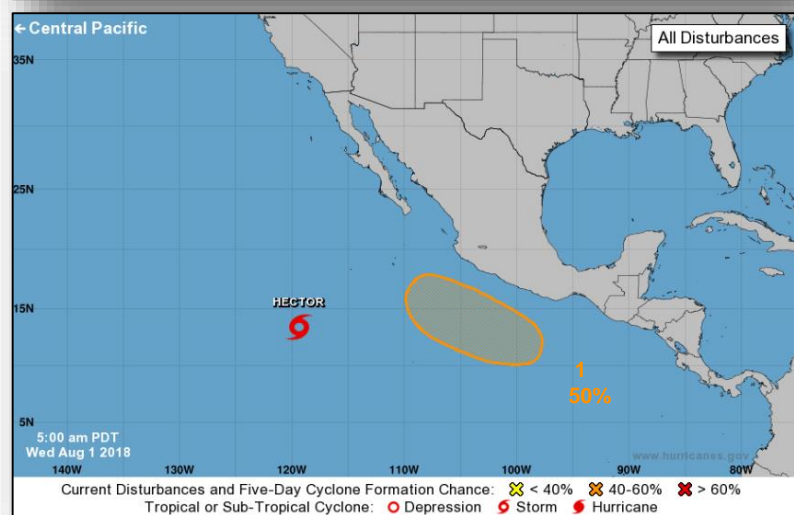 ← Central Pacific
All Disturbances
35N
25N
HECTOR
15N
1
50%
5N
5:00 am PDT
Wed Aug 1 2018
www.hurricanes.gov
140W 130W 120W 110W 100W 90W 80W
Current Disturbances and Five-Day Cyclone Formation Chance: < 40% 40-60% > 60%
Tropical or Sub-Tropical Cyclone: Depression Storm Hurricane